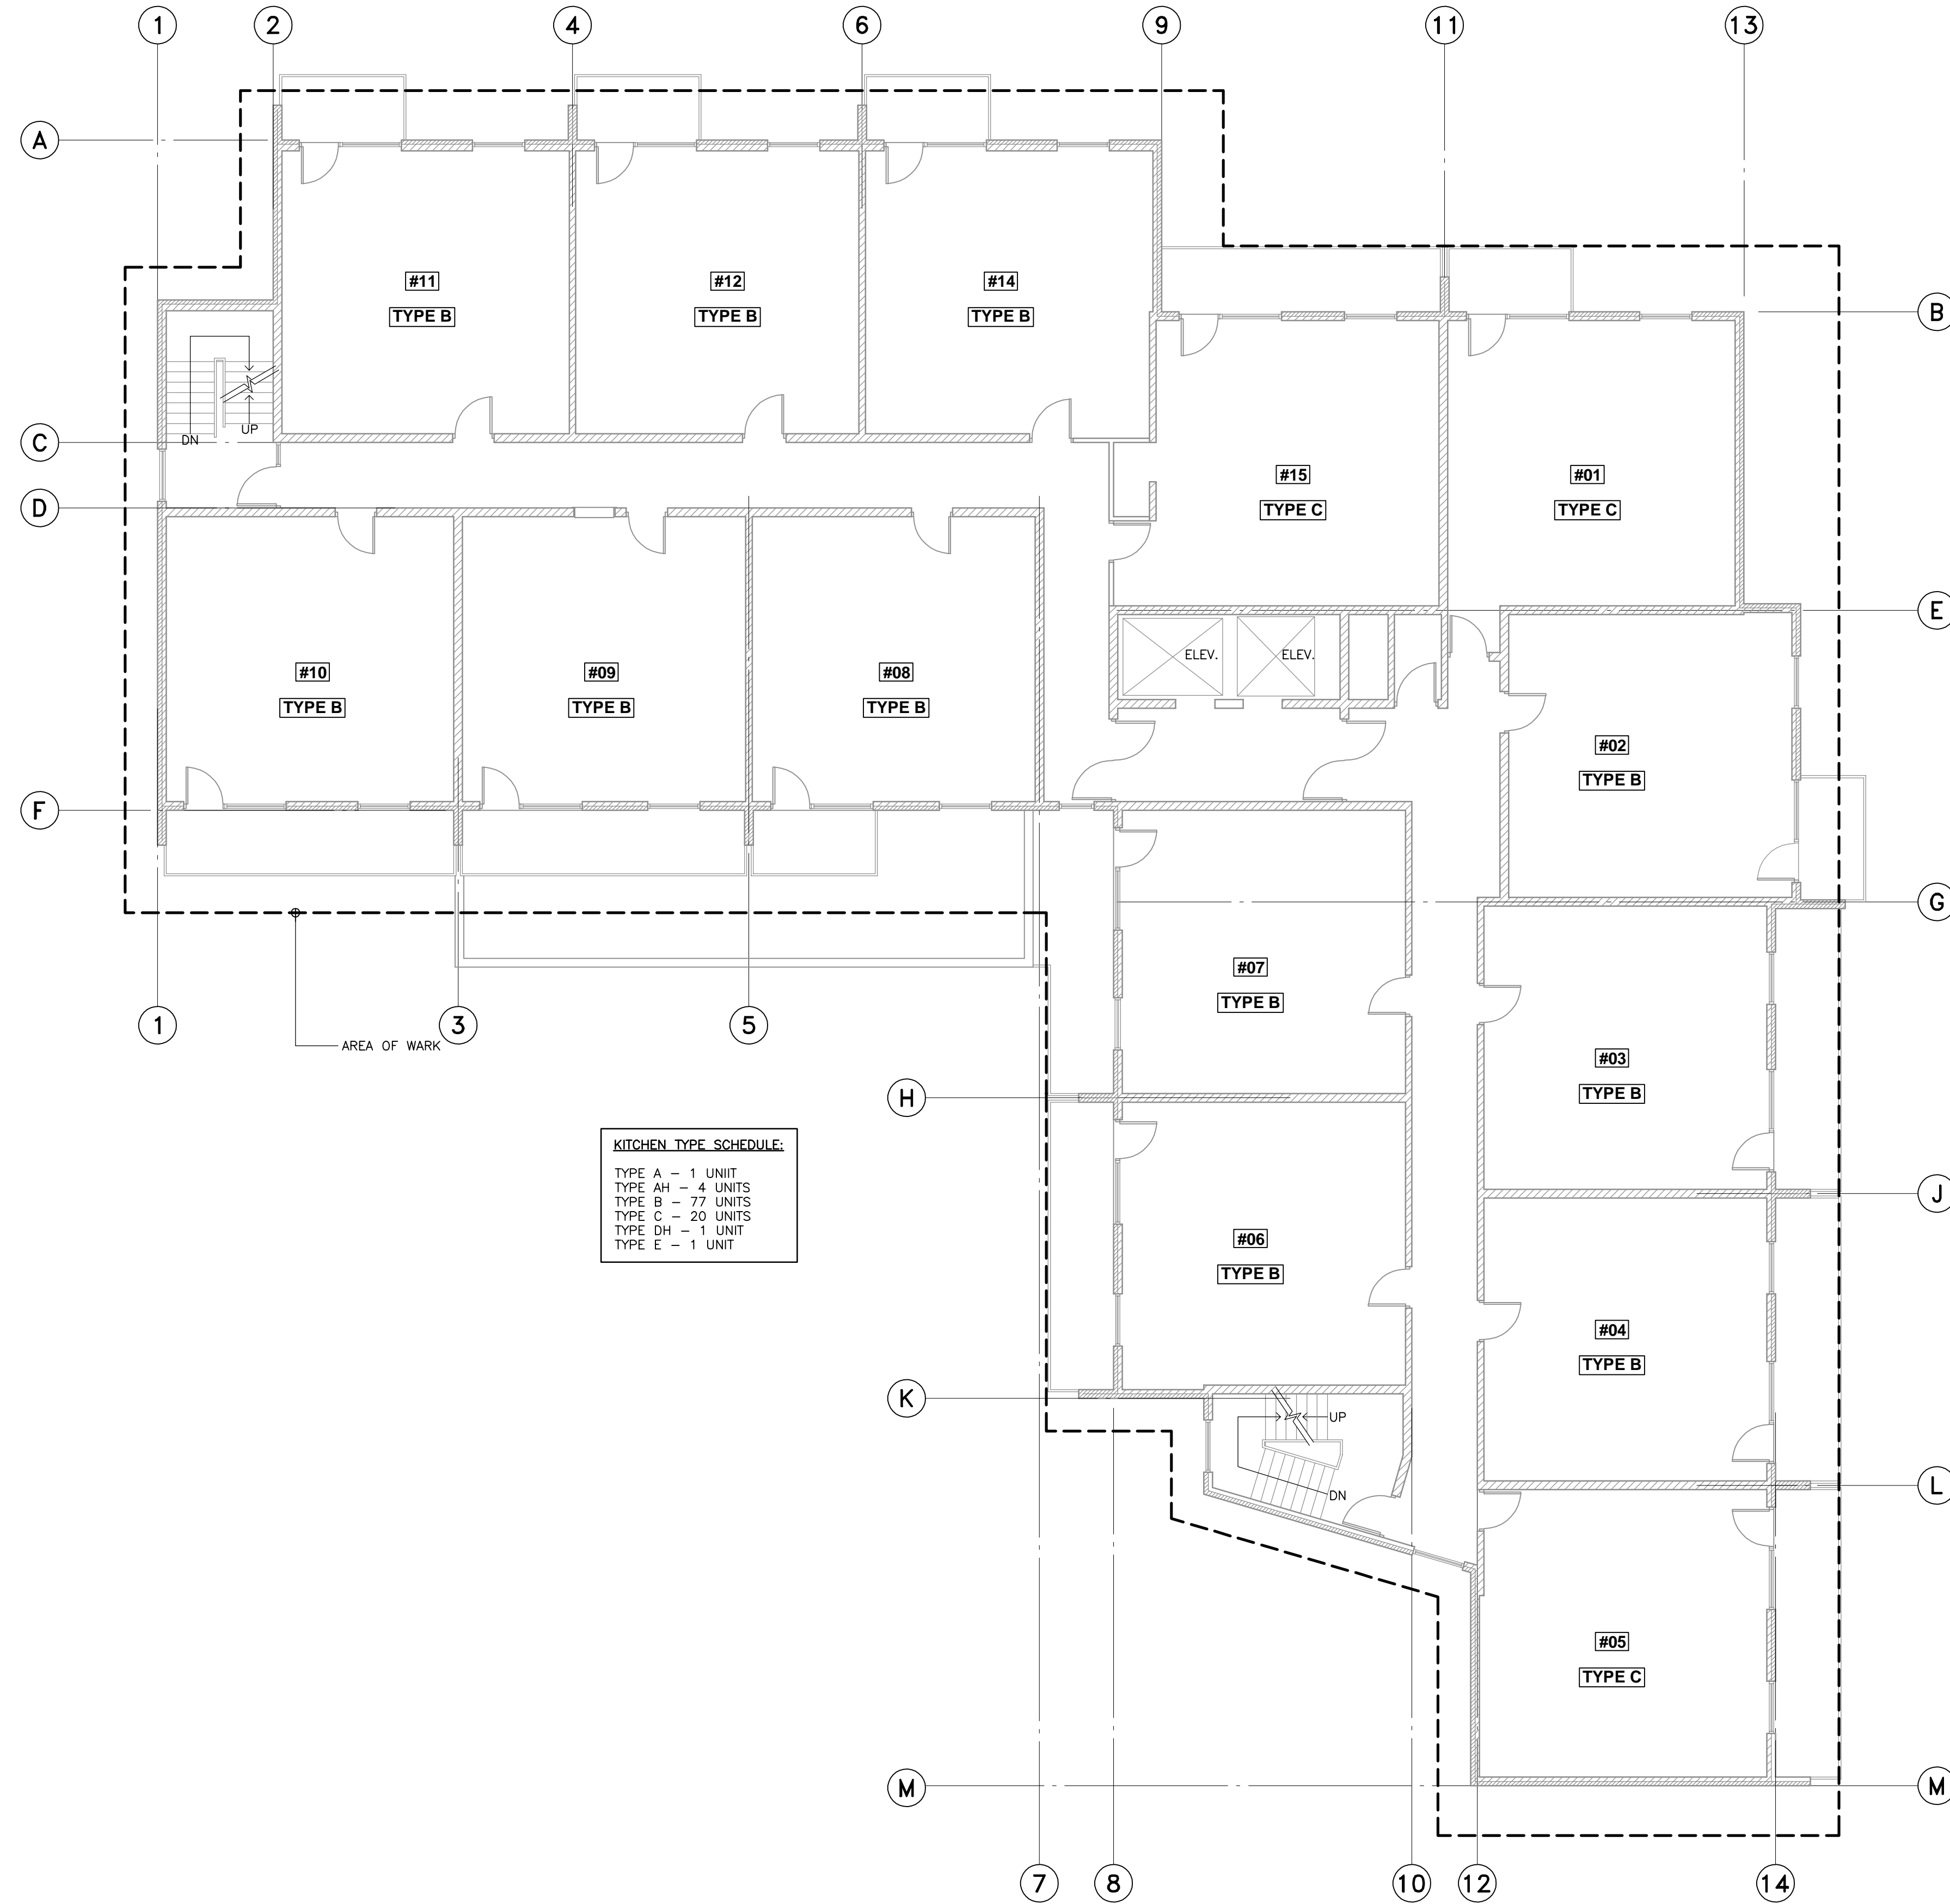 1
2
4
6
9
11
13
A
#11
TYPE B
#12
TYPE B
#14
TYPE B
B
DN
UP
C
#15
TYPE C
#01
TYPE C
D
E
ELEV.
ELEV.
#10
TYPE B
#09
TYPE B
#08
TYPE B
#02
TYPE B
F
G
#07
TYPE B
1
3
5
AREA OF WARK
#03
TYPE B
H
KITCHEN TYPE SCHEDULE:
TYPE A – 1 UNIIT
TYPE AH – 4 UNITS
TYPE B – 77 UNITS
TYPE C – 20 UNITS
TYPE DH – 1 UNIT
TYPE E – 1 UNIT
J
#06
TYPE B
#04
TYPE B
K
UP
DN
L
#05
TYPE C
M
M
7
8
10
12
14